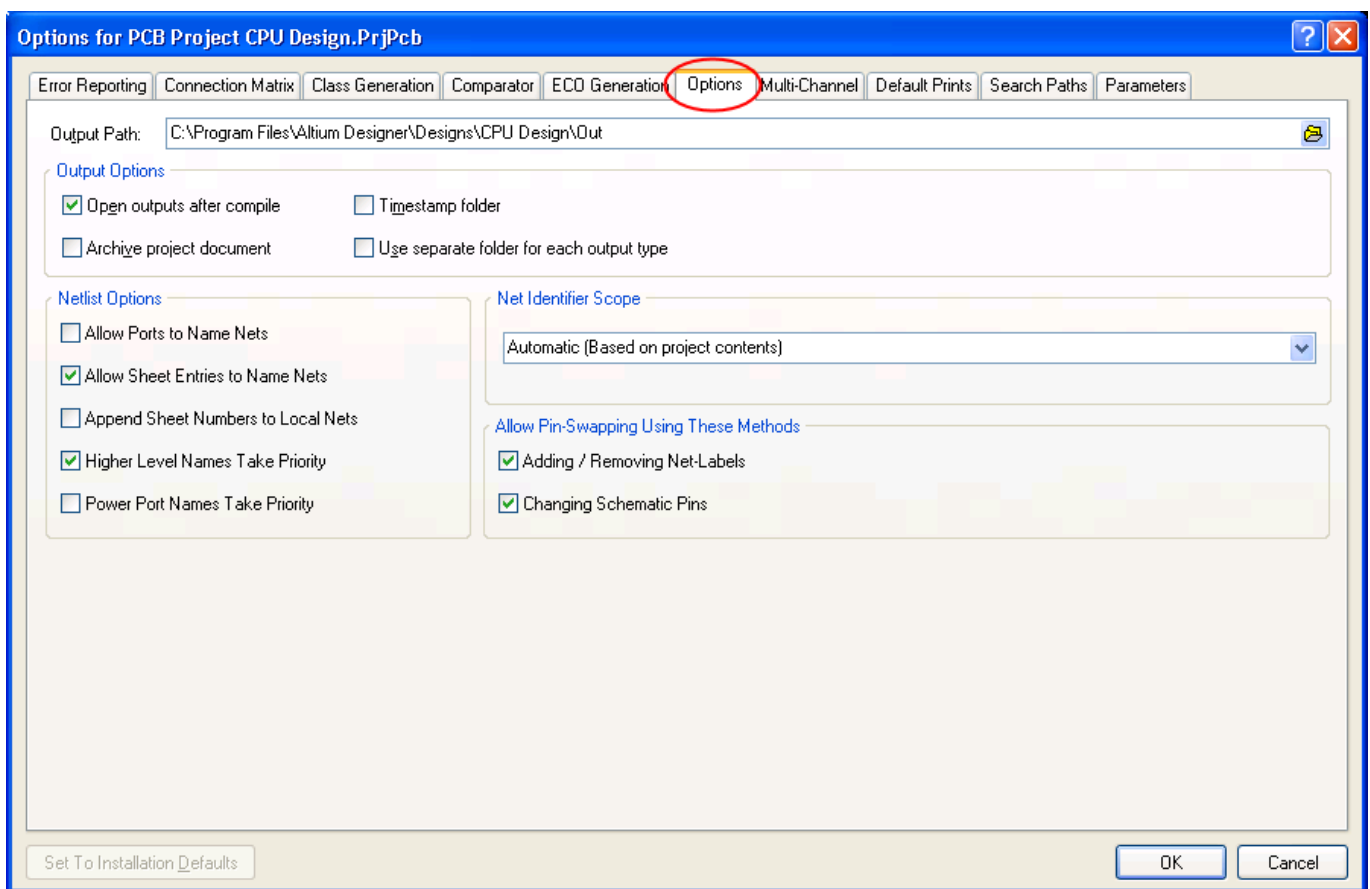 Options for PCB Project CPU Design.PrjPcb
Error Reporting Connection Matrix Class Generation Comparator ECO Generation Options Multi-Channel Default Prints Search Paths Parameters
Output Path: C:\Program Files\Altium Designer\Designs\CPU Design\Out
Output Options
Open outputs after compile Timestamp folder
Archive project document Use separate folder for each output type
Netlist Options
Allow Ports to Name Nets
Allow Sheet Entries to Name Nets
Append Sheet Numbers to Local Nets
Higher Level Names Take Priority
Power Port Names Take Priority
Net Identifier Scope
Automatic (Based on project contents)
Allow Pin-Swapping Using These Methods
Adding / Removing Net-Labels
Changing Schematic Pins
Set To Installation Defaults OK Cancel